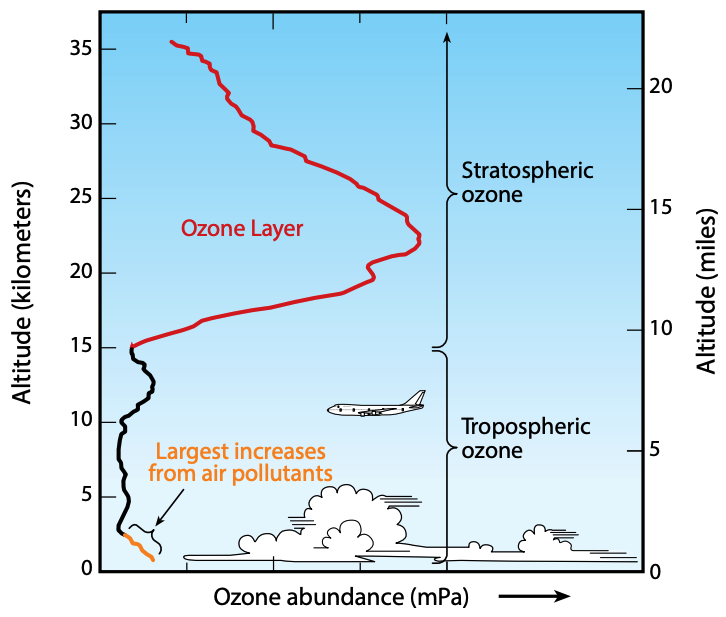 35
30
25
20
15
10
5
0
Altitude (kilometers)
Ozone Layer
Largest increases
from air pollutants
Stratospheric
ozone
Tropospheric
ozone
20
15
10
5
0
Altitude (miles)
Ozone abundance (mPa)